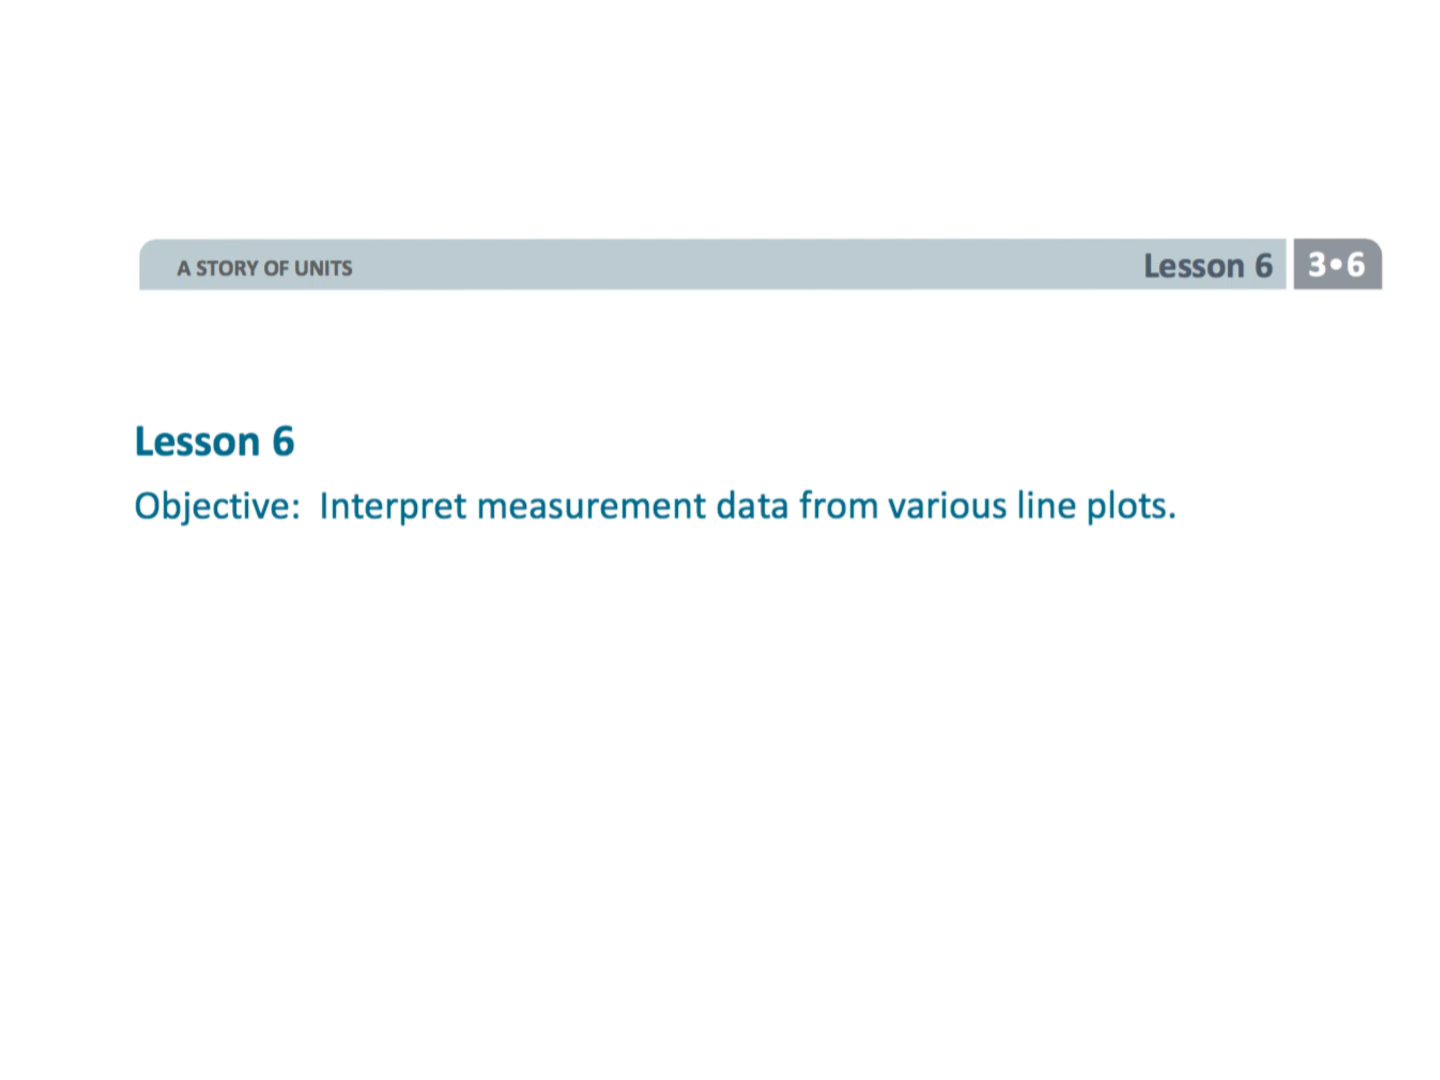 A STORY OF UNITS
Lesson 6 3•6
Lesson 6
Objective: Interpret measurement data from various line plots.